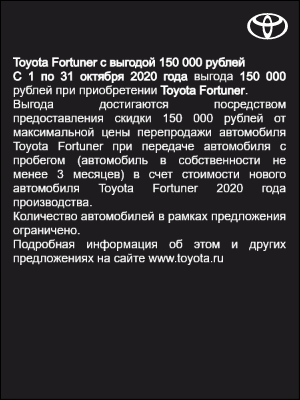 Toyota Fortuner с выгодой 150 000 рублей
С 1 по 31 октября 2020 года выгода 150 000
рублей при приобретении Toyota Fortuner.
Выгода достигаются посредством
предоставления скидки 150 000 рублей от
максимальной цены перепродажи автомобиля
Toyota Fortuner при передаче автомобиля с
пробегом (автомобиль в собственности не
менее 3 месяцев) в счет стоимости нового
автомобиля Toyota Fortuner 2020 года
производства.
Количество автомобилей в рамках предложения
ограничено.
Подробная информация об этом и других
предложениях на сайте www.toyota.ru